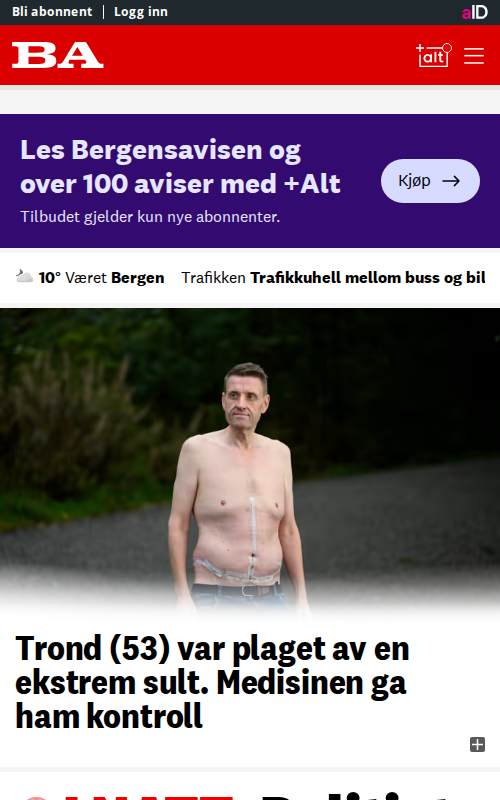 Bli abonnent | Logg inn
aID
BA
+alt
Les Bergensavisen og
over 100 aviser med +Alt
Tilbudet gjelder kun nye abonnenter.
Kjøp →
10° Været Bergen Trafikken Trafikkuhell mellom buss og bil
Trond (53) var plaget av en
ekstrem sult. Medisinen ga
ham kontroll